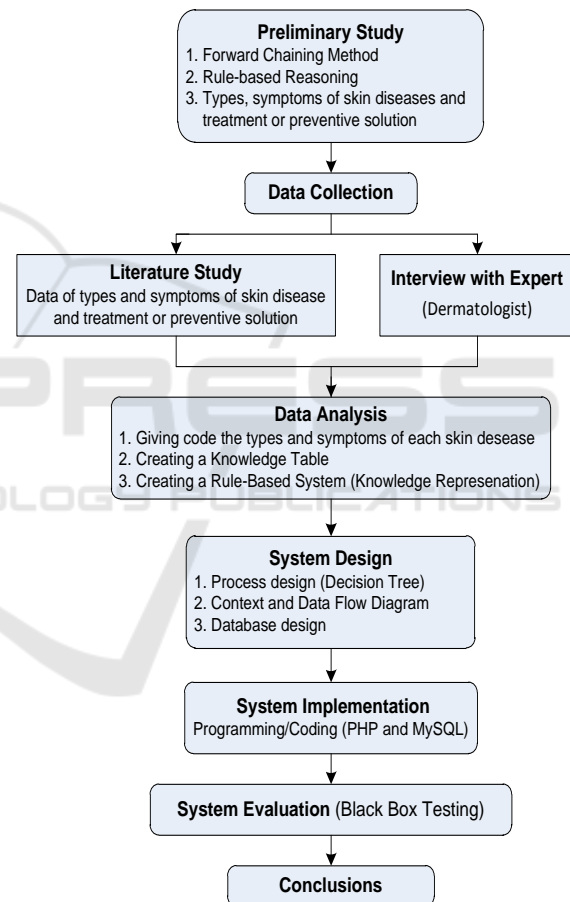 Preliminary Study
1. Forward Chaining Method
2. Rule-based Reasoning
3. Types, symptoms of skin diseases and
treatment or preventive solution
Data Collection
Literature Study
Data of types and symptoms of skin disease
and treatment or preventive solution
Interview with Expert
(Dermatologist)
PRESS
Data Analysis
1. Giving code the types and symptoms of each skin desease
2. Creating a Knowledge Table
3. Creating a Rule-Based System (Knowledge Represenation)
OLOGY PUBLICATIONS
System Design
1. Process design (Decision Tree)
2. Context and Data Flow Diagram
3. Database design
System Implementation
Programming/Coding (PHP and MySQL)
System Evaluation (Black Box Testing)
Conclusions